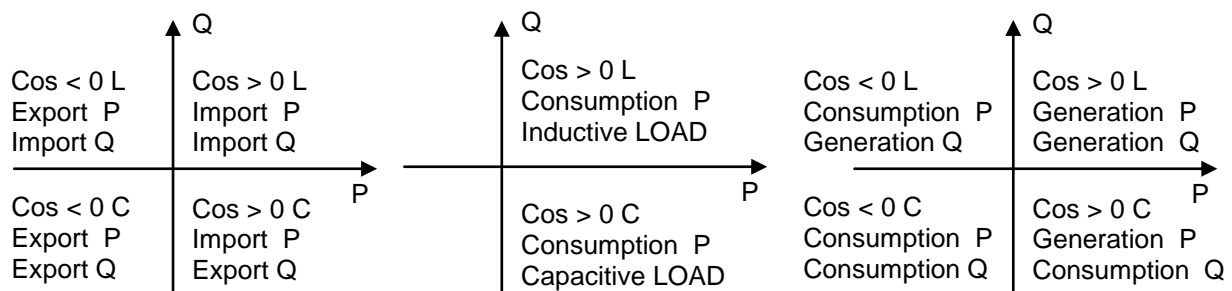 Q
Cos < 0 L
Export P
Import Q
Cos > 0 L
Import P
Import Q
P
Cos < 0 C
Export P
Export Q
Cos > 0 C
Import P
Export Q
Q
Cos > 0 L
Consumption P
Inductive LOAD
P
Cos > 0 C
Consumption P
Capacitive LOAD
Q
Cos < 0 L
Consumption P
Generation Q
Cos > 0 L
Generation P
Generation Q
P
Cos < 0 C
Consumption P
Consumption Q
Cos > 0 C
Generation P
Consumption Q